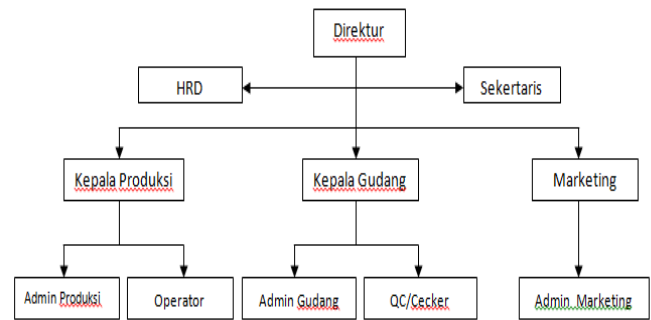 Direktur
HRD
Sekertaris
Kepala Produksi
Kepala Gudang
Marketing
Admin Produksi
Operator
Admin Gudang
QC/Cecker
Admin Marketing